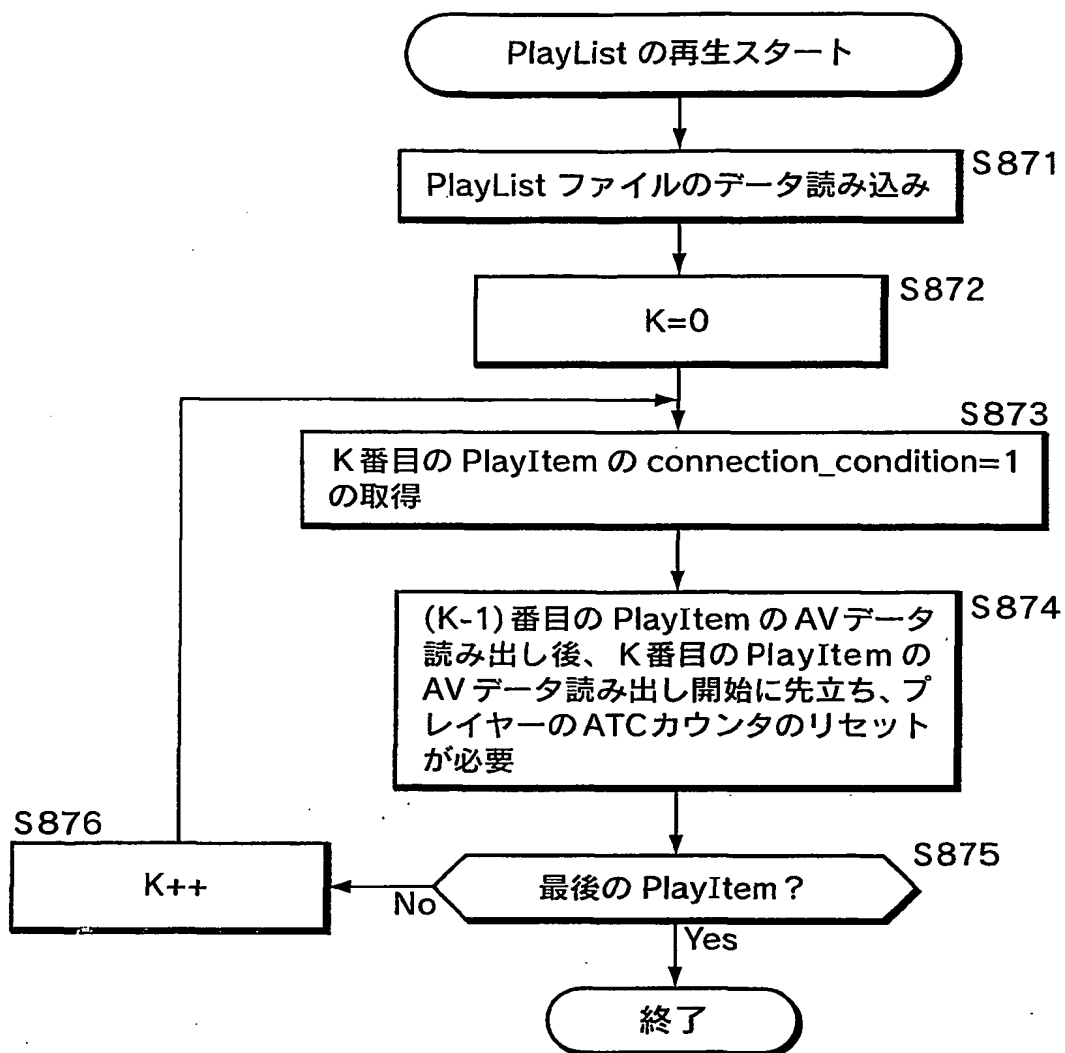 PlayList の再生スタート
S871
PlayList ファイルのデータ読み込み
S872
K=0
S873
K番目の PlayItem の connection_condition=1
の取得
S874
(K-1)番目の PlayItem の AVデータ
読み出し後、K番目の PlayItem の
AVデータ読み出し開始に先立ち、プ
レイヤーのATCカウンタのリセット
が必要
S876
K++
S875
最後の PlayItem？
No
Yes
終了